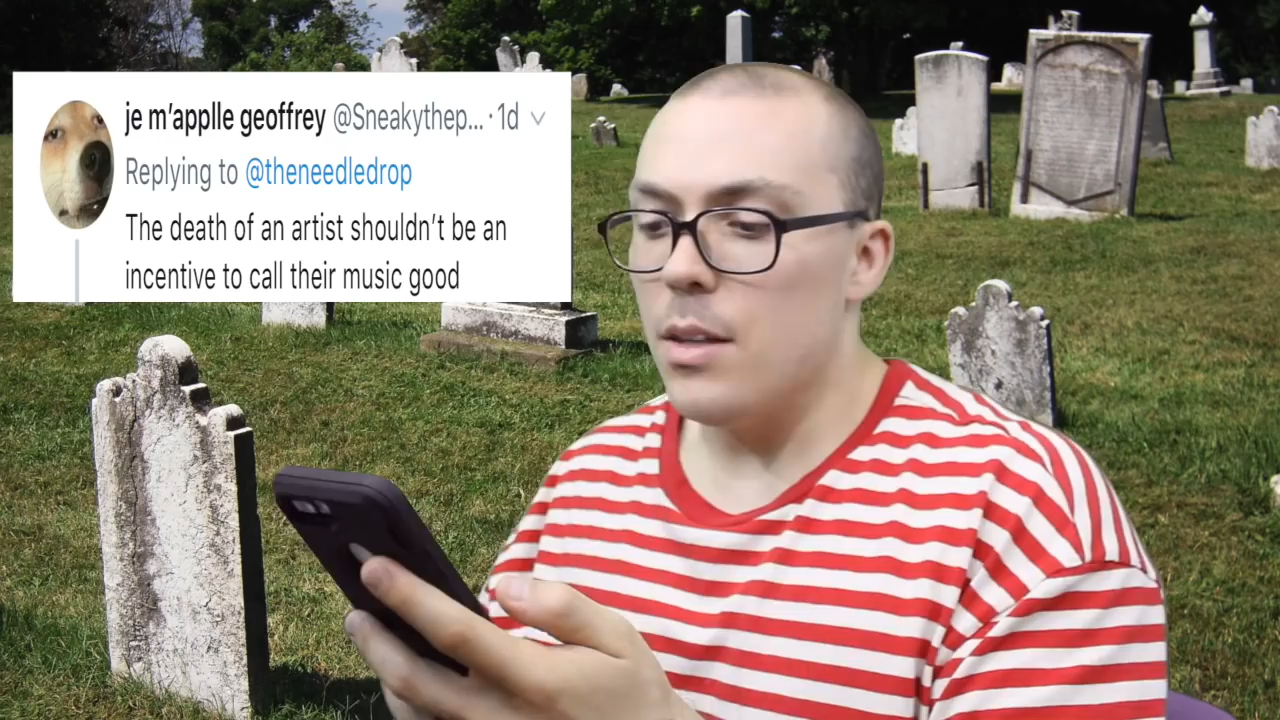 je m’applle geoffrey @Sneakythep... · 1d
Replying to @theneedledrop
The death of an artist shouldn’t be an
incentive to call their music good